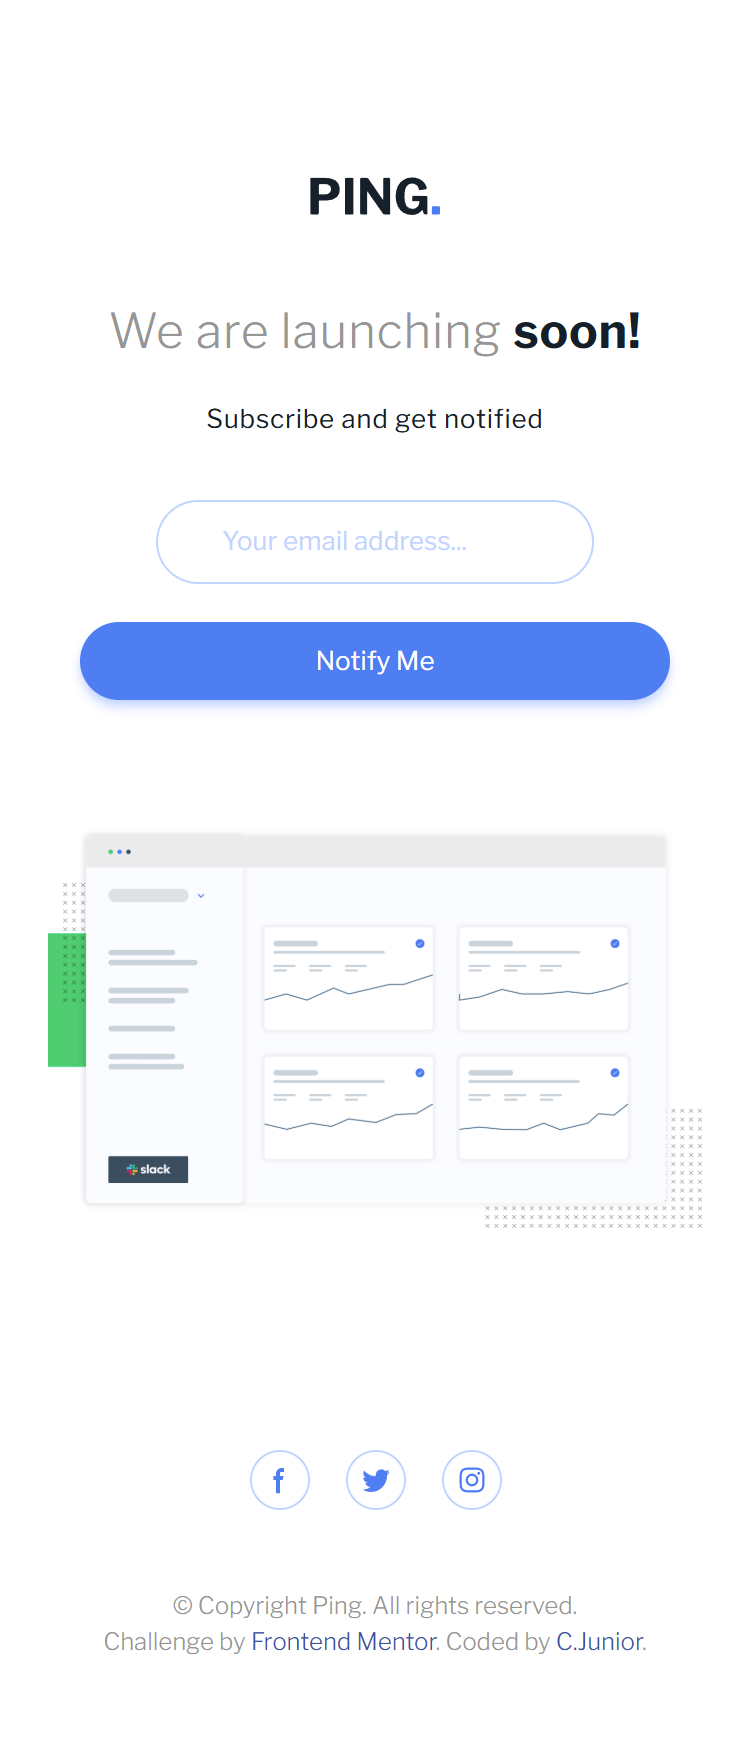 PING.
We are launching soon!
Subscribe and get notified
Your email address...
Notify Me
slack
© Copyright Ping. All rights reserved.
Challenge by Frontend Mentor. Coded by C.Junior.